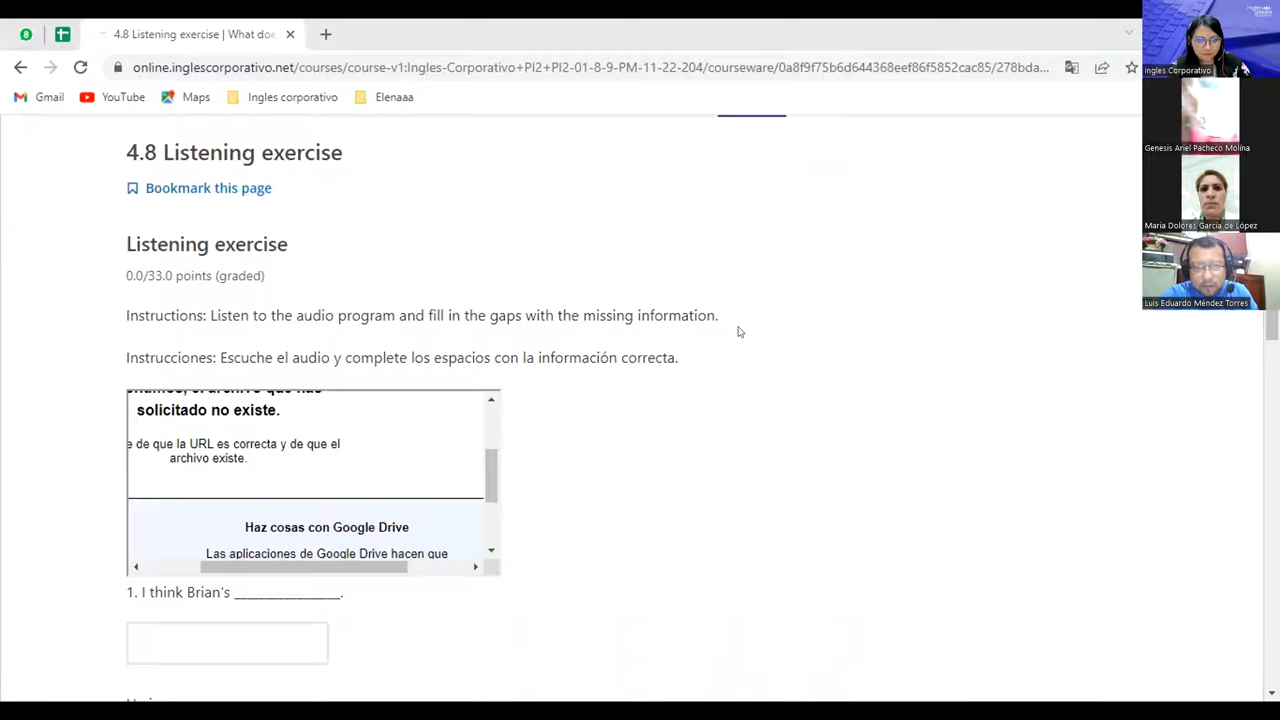 4.8 Listening exercise | What doe
online.inglescorporativo.net/courses/course-v1:Ingles-Corporativo+PI2+PI2-01-8-9-PM-11-22-204/courseware/0a8f9f75b6d644368eef86f5852cac85/278bda...
Gmail YouTube Maps Ingles corporativo Elenaaa
4.8 Listening exercise
Bookmark this page
Listening exercise
0.0/33.0 points (graded)
Instructions: Listen to the audio program and fill in the gaps with the missing information.
Instrucciones: Escuche el audio y complete los espacios con la información correcta.
solicitado no existe.
e de que la URL es correcta y de que el
archivo existe.
Haz cosas con Google Drive
Las aplicaciones de Google Drive hacen que
1. I think Brian's ________________.
Ingles Corporativo
Genesis Ariel Pacheco Molina
Maria Dolores García de López
Luis Eduardo Méndez Torres